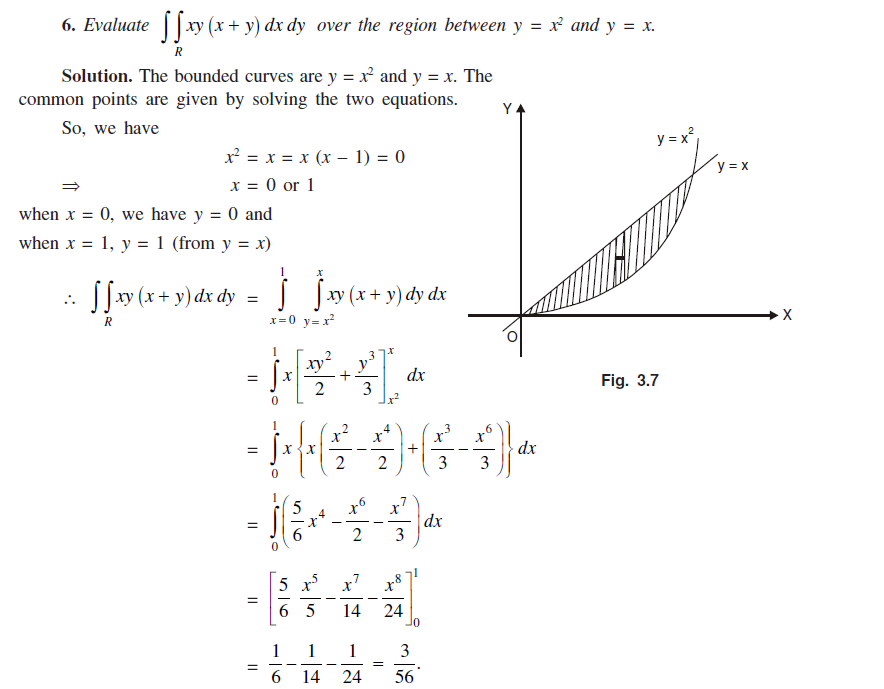 6. Evaluate ∫∫_R xy (x + y) dx dy over the region between y = x² and y = x.
Solution. The bounded curves are y = x² and y = x. The
common points are given by solving the two equations.
So, we have
x² = x = x (x – 1) = 0
⇒ x = 0 or 1
when x = 0, we have y = 0 and
when x = 1, y = 1 (from y = x)
∴ ∫∫_R xy (x + y) dx dy = ∫_{x=0}^{1} ∫_{y=x²}^{x} xy (x + y) dy dx
= ∫_0^1 x [xy²/2 + y³/3]_{x²}^{x} dx
= ∫_0^1 x {x (x²/2 – x⁴/2) + (x³/3 – x⁶/3)} dx
= ∫_0^1 (5/6 x⁴ – x⁶/2 – x⁷/3) dx
= [5/6 x⁵/5 – x⁷/14 – x⁸/24]_0^1
= 1/6 – 1/14 – 1/24 = 3/56.
Y
y = x²
y = x
X
O
Fig. 3.7